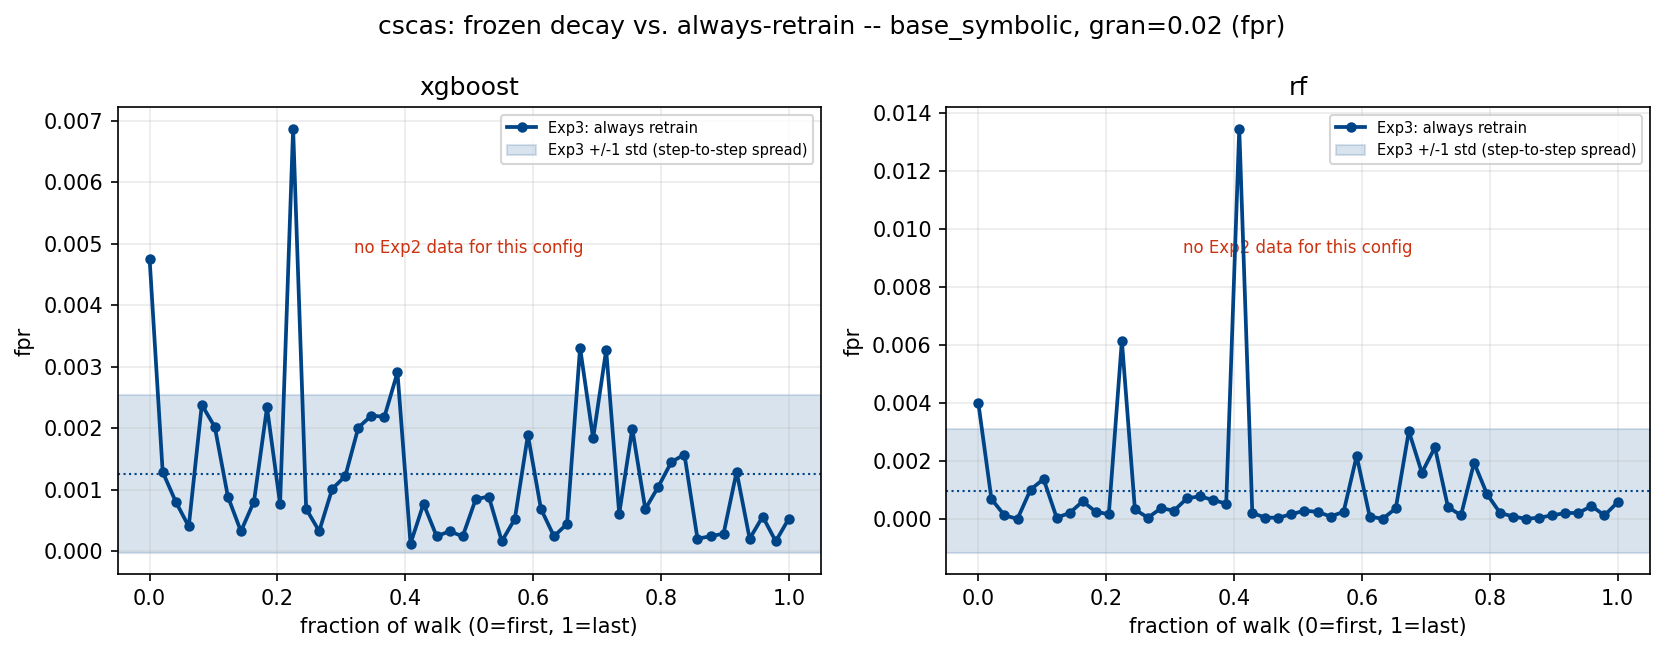 cscas: frozen decay vs. always-retrain -- base_symbolic, gran=0.02 (fpr)
xgboost
0.007
0.006
0.005
0.004
0.003
0.002
0.001
0.000
fpr
Exp3: always retrain
Exp3 +/-1 std (step-to-step spread)
no Exp2 data for this config
0.0 0.2 0.4 0.6 0.8 1.0
fraction of walk (0=first, 1=last)
rf
0.014
0.012
0.010
0.008
0.006
0.004
0.002
0.000
fpr
Exp3: always retrain
Exp3 +/-1 std (step-to-step spread)
no Exp2 data for this config
0.0 0.2 0.4 0.6 0.8 1.0
fraction of walk (0=first, 1=last)